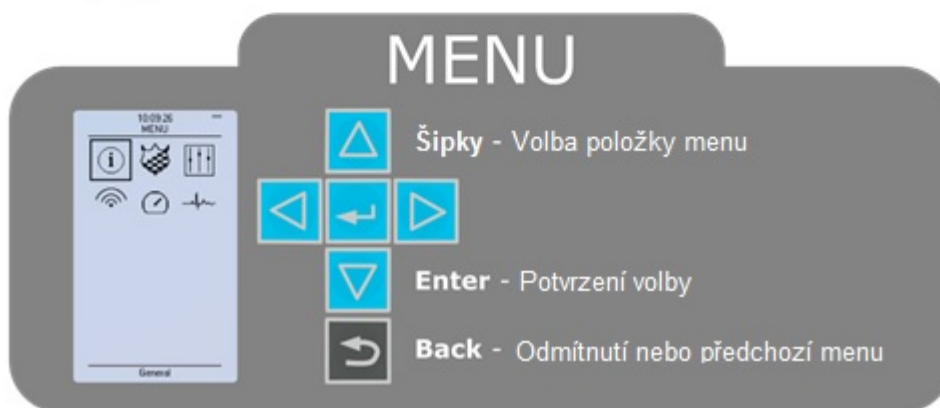 MENU
10:09:26
MENU
General
Šipky - Volba položky menu
Enter - Potvrzení volby
Back - Odmítnutí nebo předchozí menu